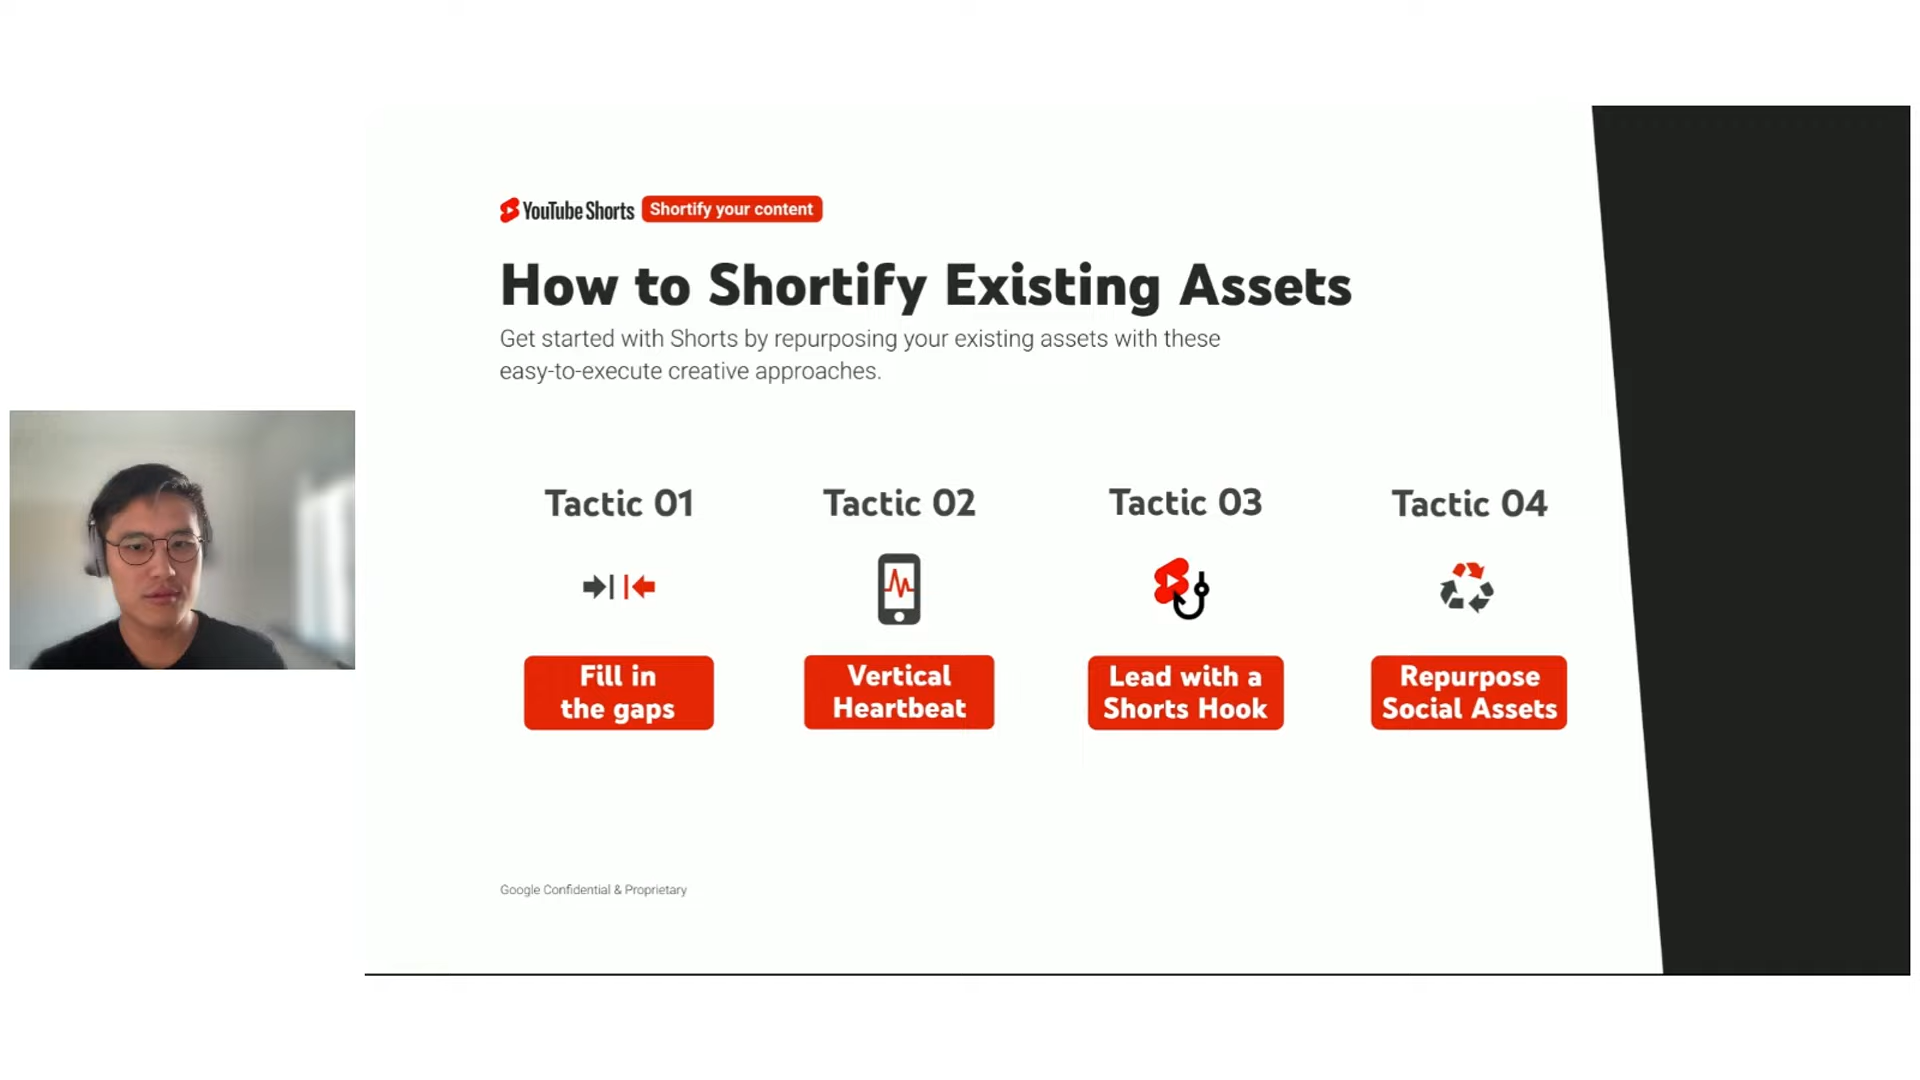 YouTube Shorts Shortify your content
How to Shortify Existing Assets
Get started with Shorts by repurposing your existing assets with these
easy-to-execute creative approaches.
Tactic 01
Fill in
the gaps
Tactic 02
Vertical
Heartbeat
Tactic 03
Lead with a
Shorts Hook
Tactic 04
Repurpose
Social Assets
Google Confidential & Proprietary